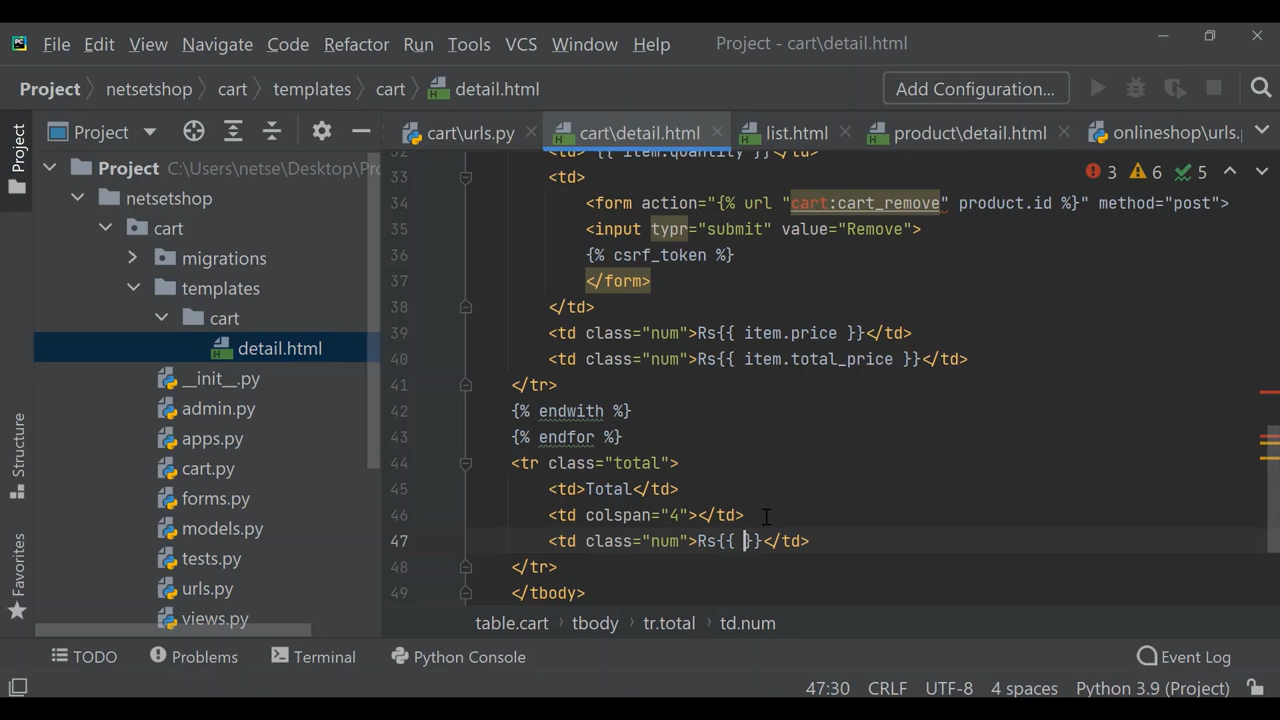 File Edit View Navigate Code Refactor Run Tools VCS Window Help Project - cart\detail.html
Project netsetshop cart templates cart detail.html Add Configuration...
Project
Project cart\urls.py cart\detail.html list.html product\detail.html onlineshop\urls.
Project C:\Users\netse\Desktop\Pr
netsetshop
cart
migrations
templates
cart
detail.html
__init__.py
admin.py
apps.py
cart.py
forms.py
models.py
tests.py
urls.py
views.py
3 6 5
32 <td> {{ item.quantity }}</td>
33 <td>
34 <form action="{% url "cart:cart_remove" product.id %}" method="post">
35 <input typr="submit" value="Remove">
36 {% csrf_token %}
37 </form>
38 </td>
39 <td class="num">Rs{{ item.price }}</td>
40 <td class="num">Rs{{ item.total_price }}</td>
41 </tr>
42 {% endwith %}
43 {% endfor %}
44 <tr class="total">
45 <td>Total</td>
46 <td colspan="4"></td>
47 <td class="num">Rs{{ }}</td>
48 </tr>
49 </tbody>
Structure
Favorites
table.cart tbody tr.total td.num
TODO Problems Terminal Python Console Event Log
47:30 CRLF UTF-8 4 spaces Python 3.9 (Project)